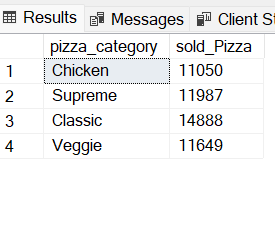 Results Messages Client St
pizza_category sold_Pizza
1 Chicken 11050
2 Supreme 11987
3 Classic 14888
4 Veggie 11649